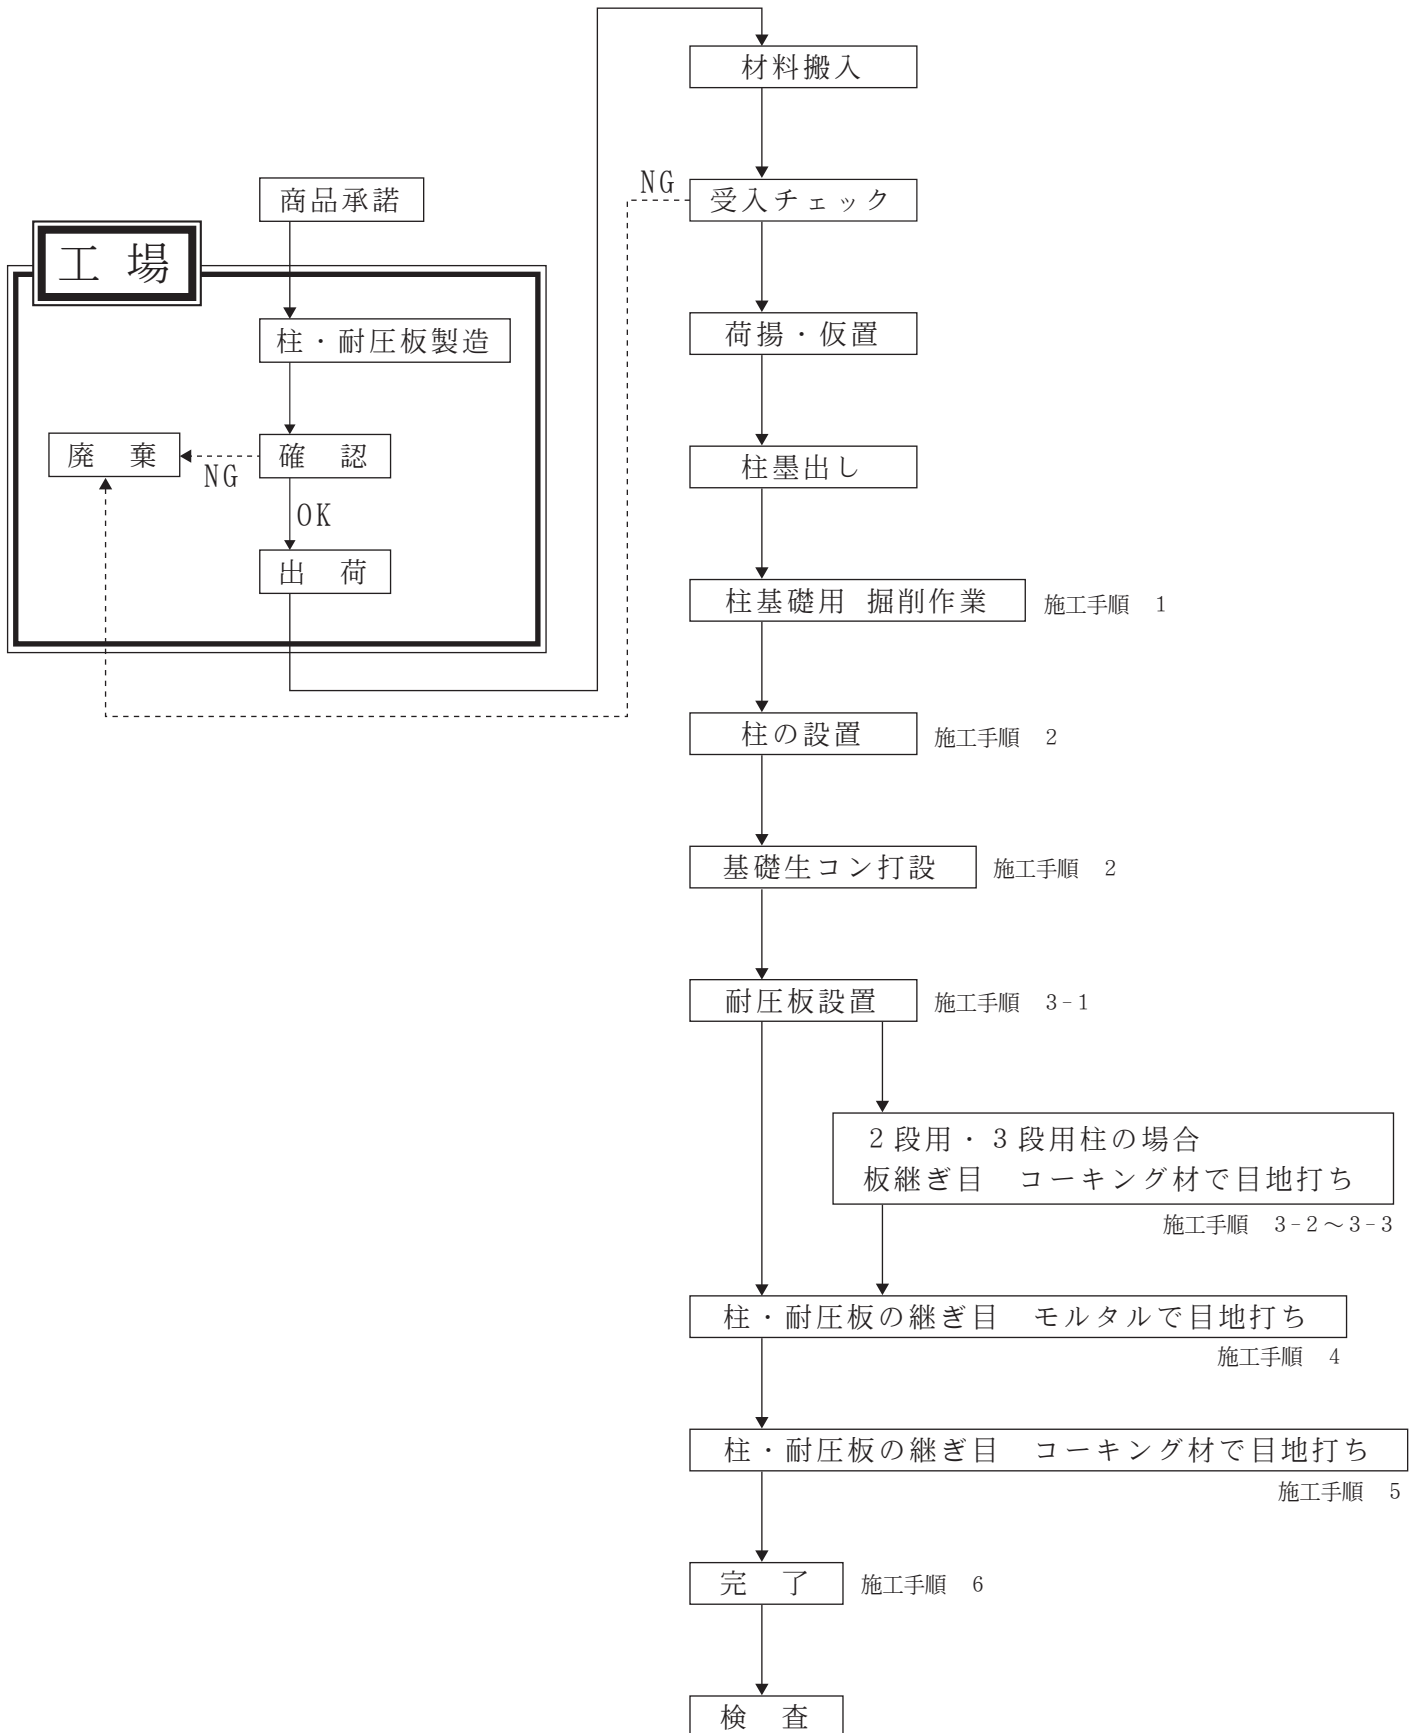 商品承諾
工 場
柱・耐圧板製造
廃　棄
NG
確　認
OK
出　荷
材料搬入
NG
受入チェック
荷揚・仮置
柱墨出し
柱基礎用 掘削作業
施工手順　1
柱の設置
施工手順　2
基礎生コン打設
施工手順　2
耐圧板設置
施工手順　3-1
２段用・３段用柱の場合
板継ぎ目　コーキング材で目地打ち
施工手順　3-2～3-3
柱・耐圧板の継ぎ目　モルタルで目地打ち
施工手順　4
柱・耐圧板の継ぎ目　コーキング材で目地打ち
施工手順　5
完　了
施工手順　6
検　査